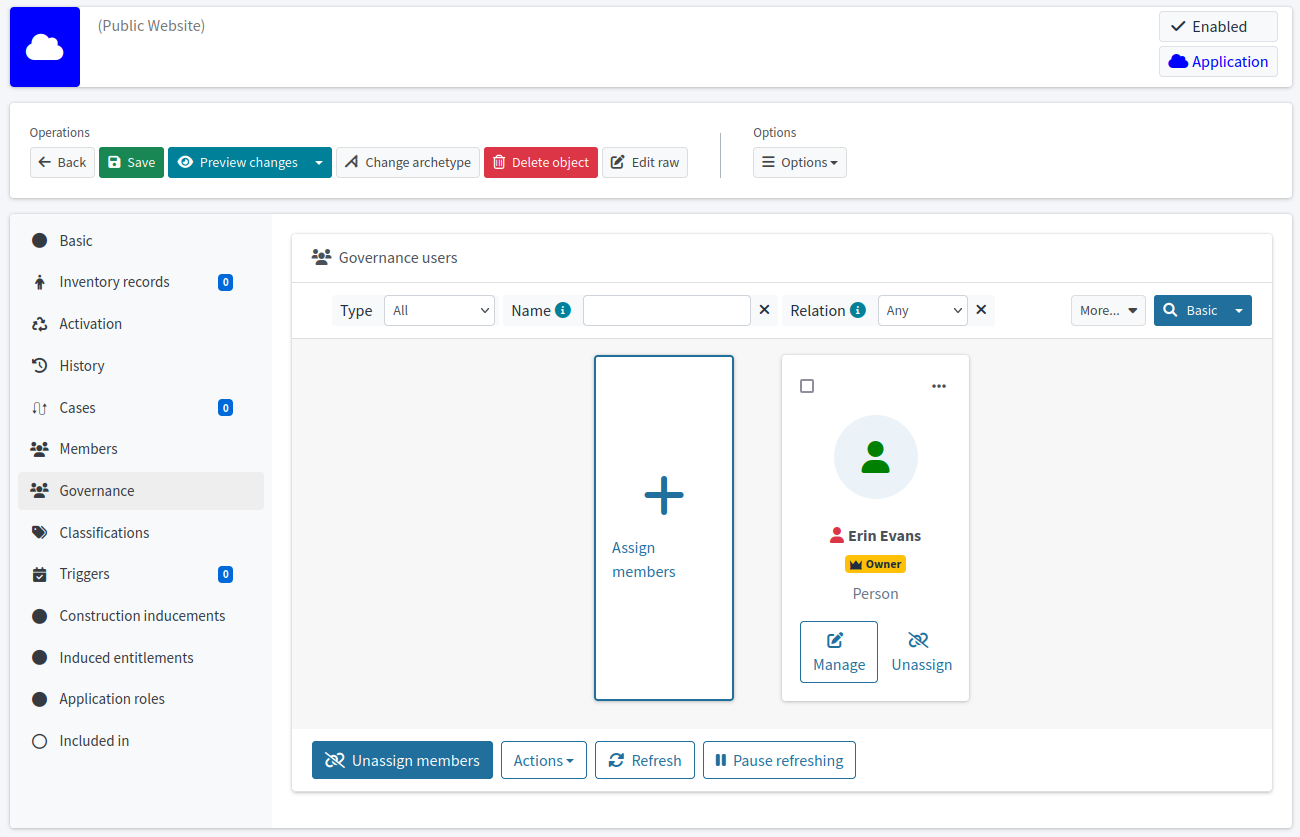 (Public Website)
Enabled
Application
Operations
Options
Back
Save
Preview changes
Change archetype
Delete object
Edit raw
Options
Basic
Inventory records 0
Activation
History
Cases 0
Members
Governance
Classifications
Triggers 0
Construction inducements
Induced entitlements
Application roles
Included in
Governance users
Type All Name Relation Any More... Basic
Assign
members
Erin Evans
Owner
Person
Manage
Unassign
Unassign members
Actions
Refresh
Pause refreshing